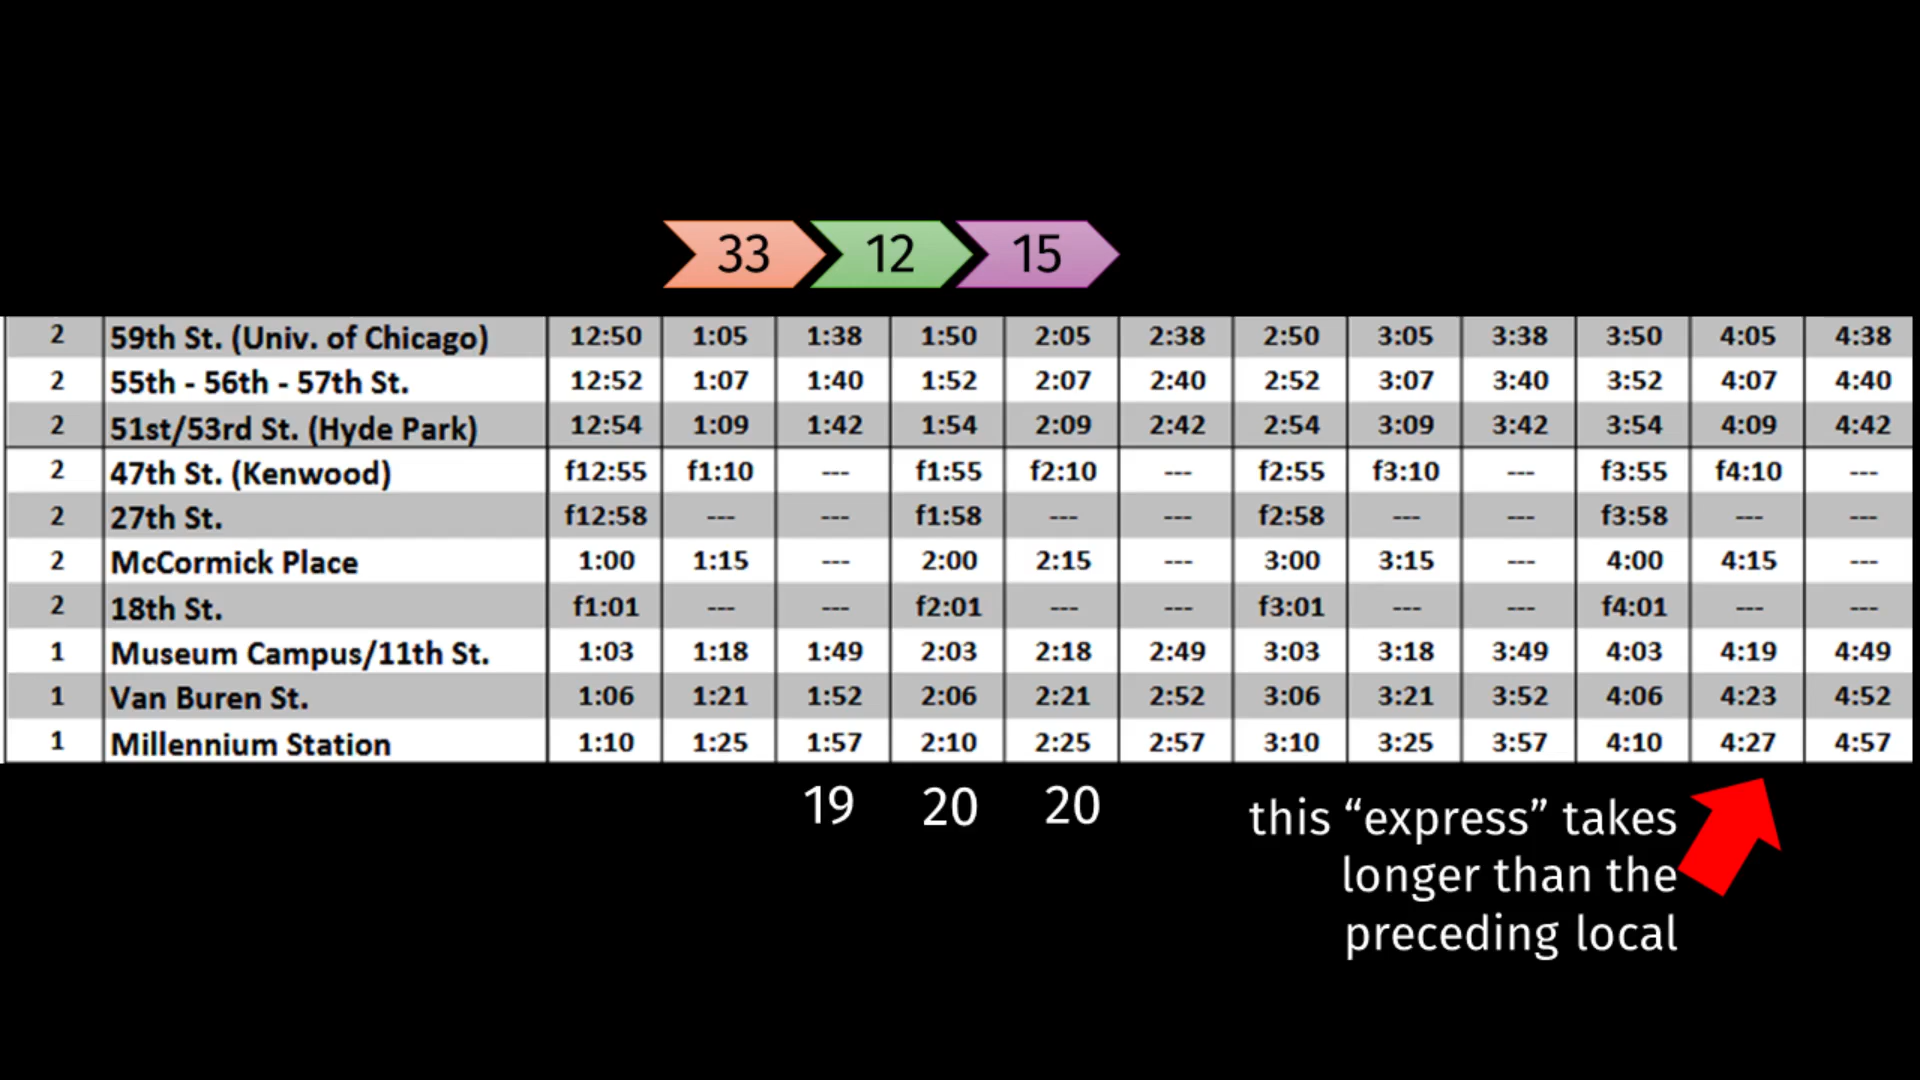 33 12 15
2 59th St. (Univ. of Chicago) 12:50 1:05 1:38 1:50 2:05 2:38 2:50 3:05 3:38 3:50 4:05 4:38
2 55th - 56th - 57th St. 12:52 1:07 1:40 1:52 2:07 2:40 2:52 3:07 3:40 3:52 4:07 4:40
2 51st/53rd St. (Hyde Park) 12:54 1:09 1:42 1:54 2:09 2:42 2:54 3:09 3:42 3:54 4:09 4:42
2 47th St. (Kenwood) f12:55 f1:10 --- f1:55 f2:10 --- f2:55 f3:10 --- f3:55 f4:10 ---
2 27th St. f12:58 --- --- f1:58 --- --- f2:58 --- --- f3:58 --- ---
2 McCormick Place 1:00 1:15 --- 2:00 2:15 --- 3:00 3:15 --- 4:00 4:15 ---
2 18th St. f1:01 --- --- f2:01 --- --- f3:01 --- --- f4:01 --- ---
1 Museum Campus/11th St. 1:03 1:18 1:49 2:03 2:18 2:49 3:03 3:18 3:49 4:03 4:19 4:49
1 Van Buren St. 1:06 1:21 1:52 2:06 2:21 2:52 3:06 3:21 3:52 4:06 4:23 4:52
1 Millennium Station 1:10 1:25 1:57 2:10 2:25 2:57 3:10 3:25 3:57 4:10 4:27 4:57
19 20 20
this “express” takes
longer than the
preceding local